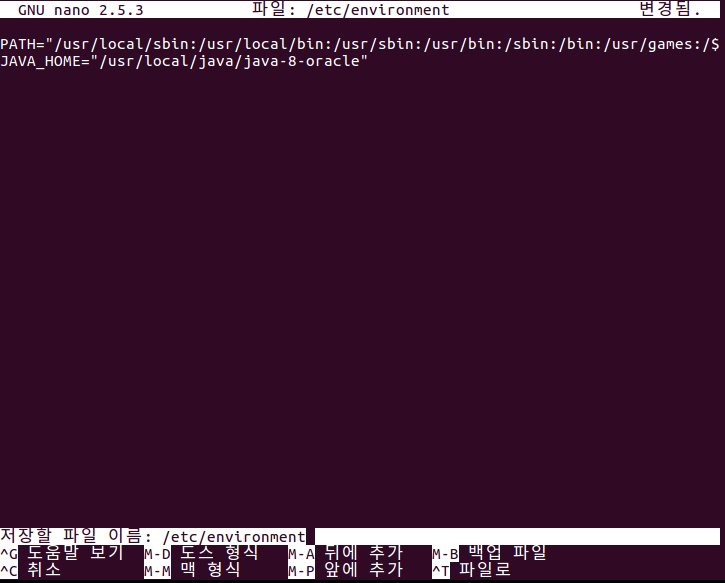 GNU nano 2.5.3 파일: /etc/environment 변경됨.
PATH="/usr/local/sbin:/usr/local/bin:/usr/sbin:/usr/bin:/sbin:/bin:/usr/games:/$
JAVA_HOME="/usr/local/java/java-8-oracle"
저장할 파일 이름: /etc/environment
^G 도움말 보기 M-D 도스 형식 M-A 뒤에 추가 M-B 백업 파일
^C 취소 M-M 맥 형식 M-P 앞에 추가 ^T 파일로